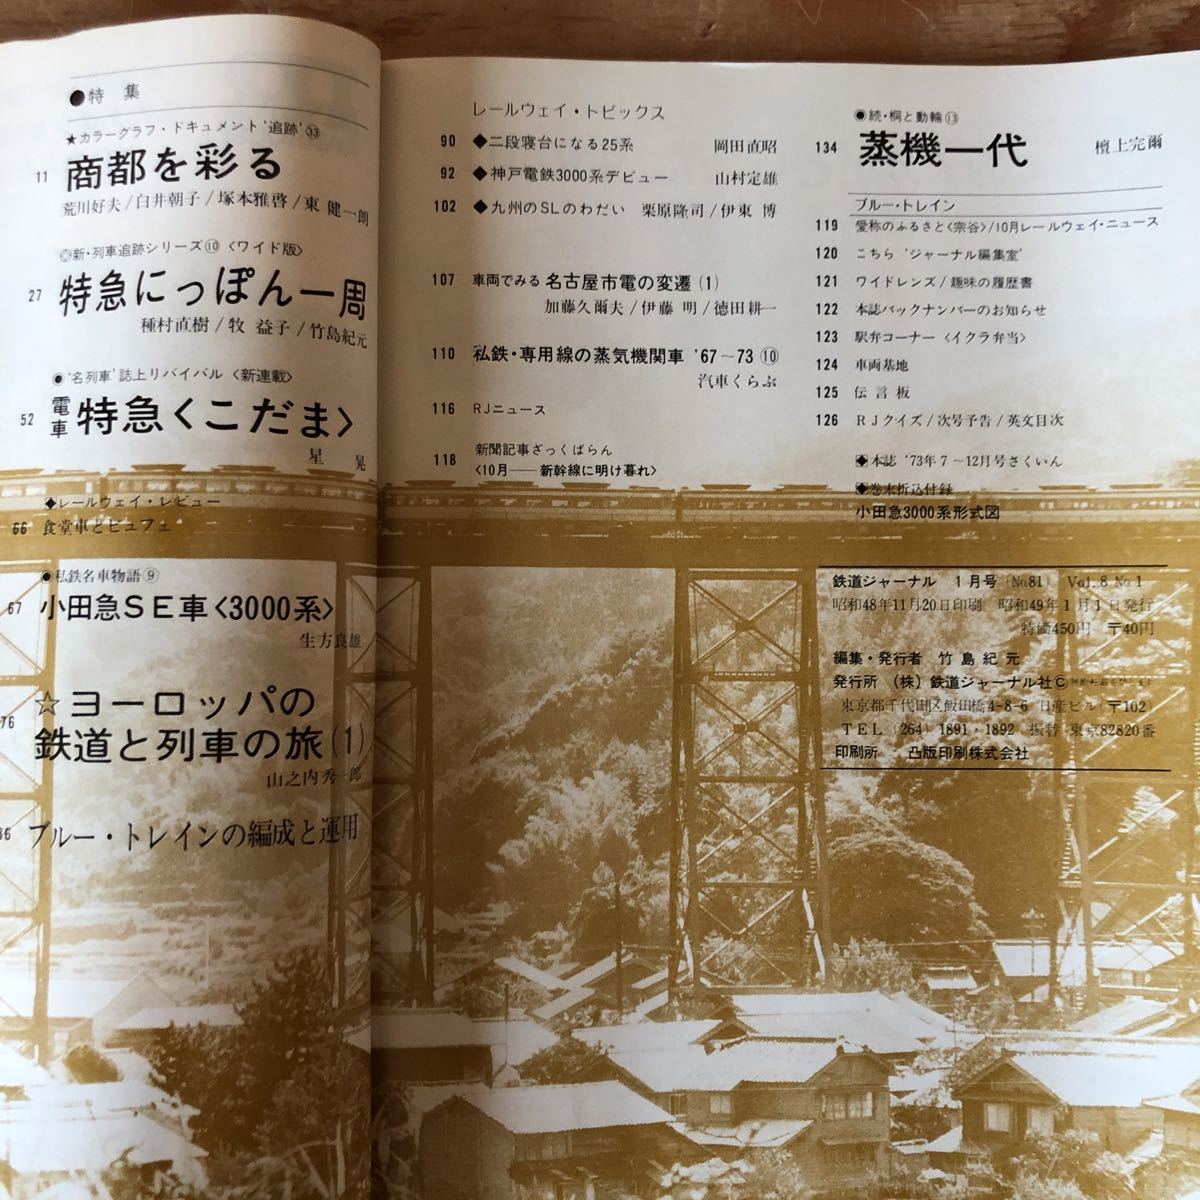 ●特集
★カラーグラフ・ドキュメント'追跡'㉝
11 商都を彩る
荒川好夫/白井朝子/塚本雅啓/東 健一朗
◎新・列車追跡シリーズ⑩〈ワイド版〉
27 特急にっぽん一周
種村直樹/牧 益子/竹島紀元
◉'名列車'誌上リバイバル〈新連載〉
52 電車特急〈こだま〉
星 晃
◆レールウェイ・レビュー
66 食堂車とビュフェ
◉私鉄名車物語⑨
67 小田急SE車〈3000系〉
生方良雄
☆ヨーロッパの
76 鉄道と列車の旅(1)
山之内秀一郎
86 ブルー・トレインの編成と運用
レールウェイ・トピックス
90 ◆二段寝台になる25系 岡田直昭
92 ◆神戸電鉄3000系デビュー 山村定雄
102 ◆九州のSLのわだい 栗原隆司/伊東 博
107 車両でみる 名古屋市電の変遷(1)
加藤久爾夫/伊藤 明/徳田耕一
110 私鉄・専用線の蒸気機関車 '67〜73 ⑩
汽車くらぶ
116 RJニュース
新聞記事ざっくばらん
118 〈10月——新幹線に明け暮れ〉
◉続・桐と動輪⑬
134 蒸機一代 檀上完爾
ブルー・トレイン
119 愛称のふるさと〈宗谷〉/10月レールウェイ・ニュース
120 こちら'ジャーナル編集室'
121 ワイドレンズ/趣味の履歴書
122 本誌バックナンバーのお知らせ
123 駅弁コーナー〈イクラ弁当〉
124 車両基地
125 伝言板
126 RJクイズ/次号予告/英文目次
◆本誌'73年7〜12月号さくいん
◆巻末折込付録
小田急3000系形式図
鉄道ジャーナル 1月号 (No.81) Vol.8 No.1
昭和48年11月20日印刷 昭和49年1月1日発行
特価450円 〒40円
編集・発行者 竹島紀元
発行所 (株)鉄道ジャーナル社Ⓒ
東京都千代田区飯田橋4-8-6 日産ビル(〒102)
TEL (264) 1891・1892 振替 東京82820番
印刷所 凸版印刷株式会社